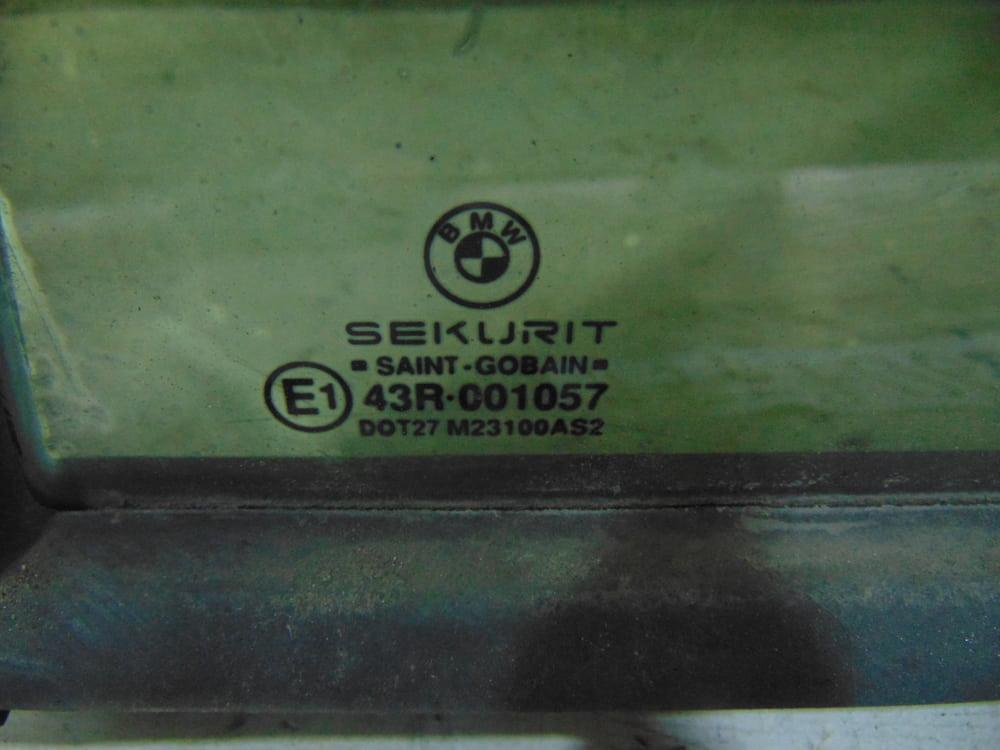 BMW
SEKURIT
SAINT-GOBAIN
E1 43R·001057
DOT27 M23100AS2